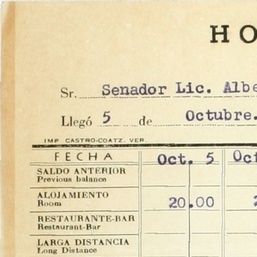 HO
Sr. Senador Lic. Albe
Llegó 5 de Octubre.
IMP. CASTRO-COATZ. VER.
FECHA Oct. 5 Oct
SALDO ANTERIOR
Previous balance
ALOJAMIENTO
Room 20.00
RESTAURANTE-BAR
Restaurant-Bar
LARGA DISTANCIA
Long Distance